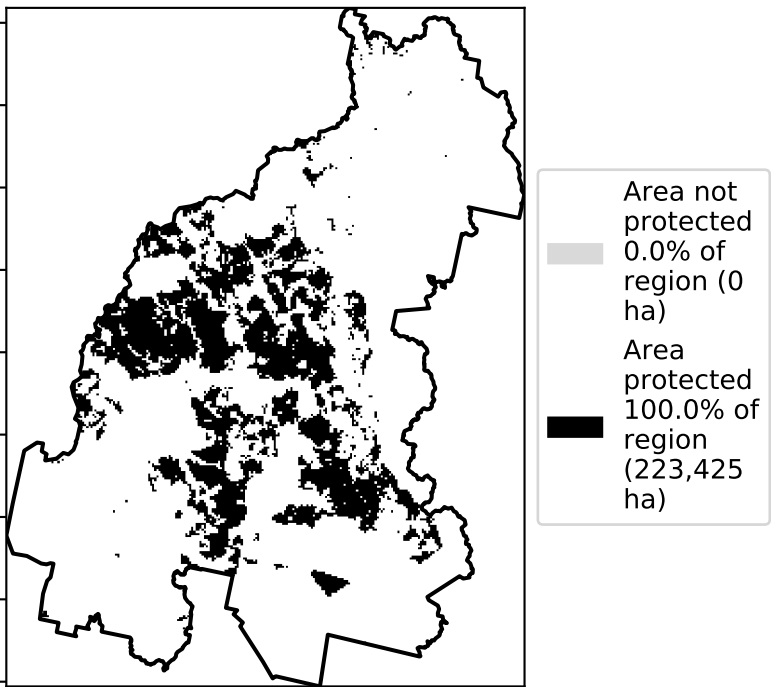 Area not
protected
0.0% of
region (0
ha)
Area
protected
100.0% of
region
(223,425
ha)